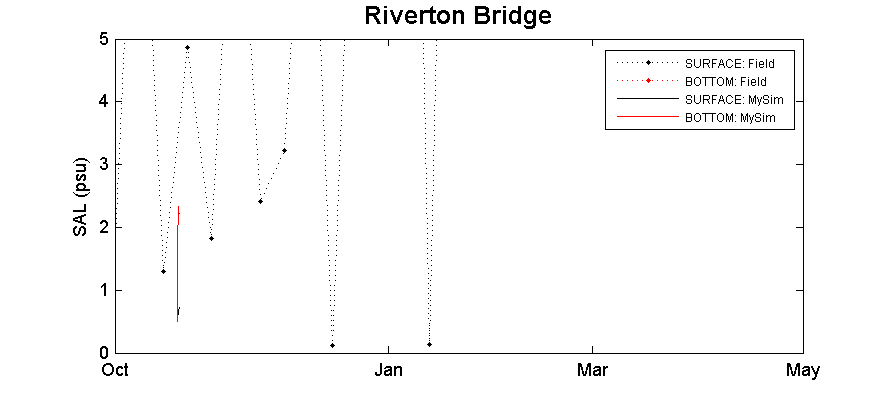 Riverton Bridge
5
4
3
2
1
0
SAL (psu)
Oct
Jan
Mar
May
SURFACE: Field
BOTTOM: Field
SURFACE: MySim
BOTTOM: MySim